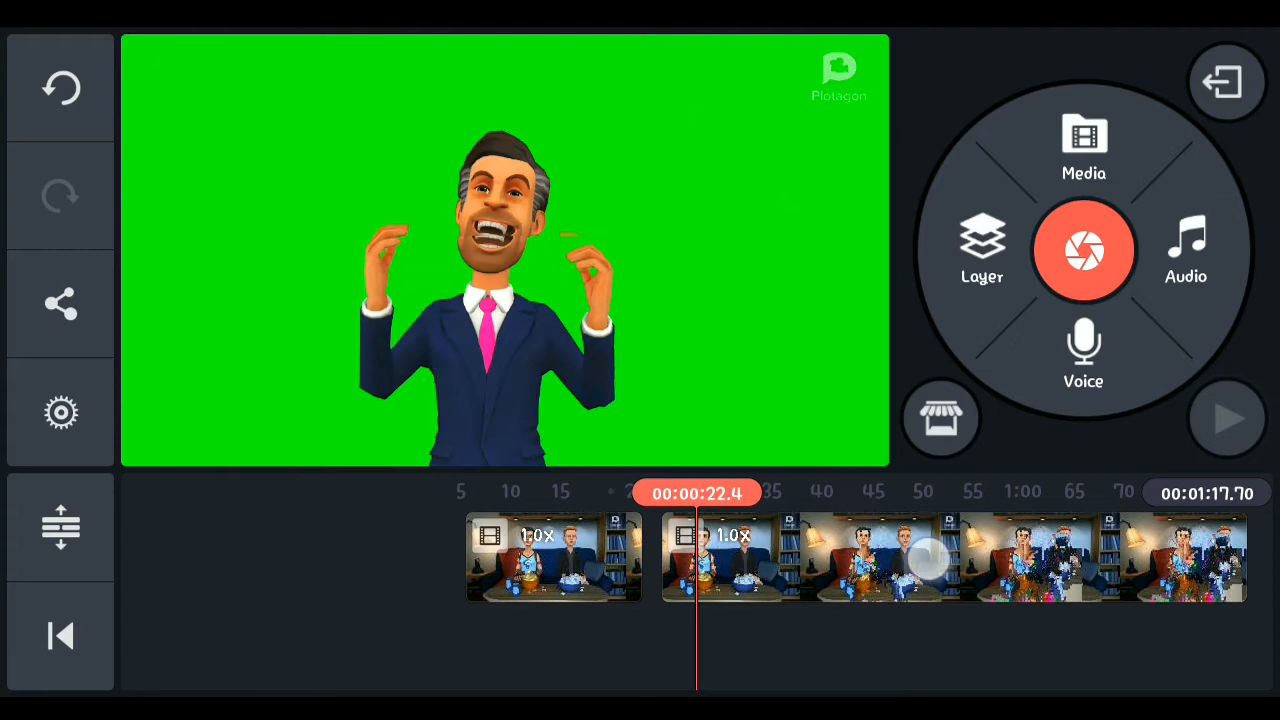 Plotagon
Media
Layer
Audio
Voice
5 10 15
00:00:22.4
35 40 45 50 55 1:00 65 70
00:01:17.70
1.0x
1.0x